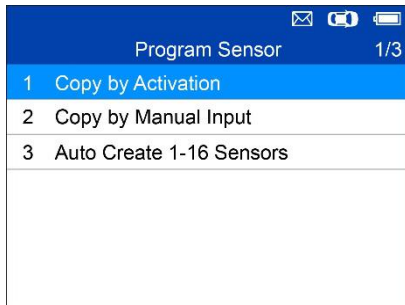 Program Sensor 1/3
1 Copy by Activation
2 Copy by Manual Input
3 Auto Create 1-16 Sensors